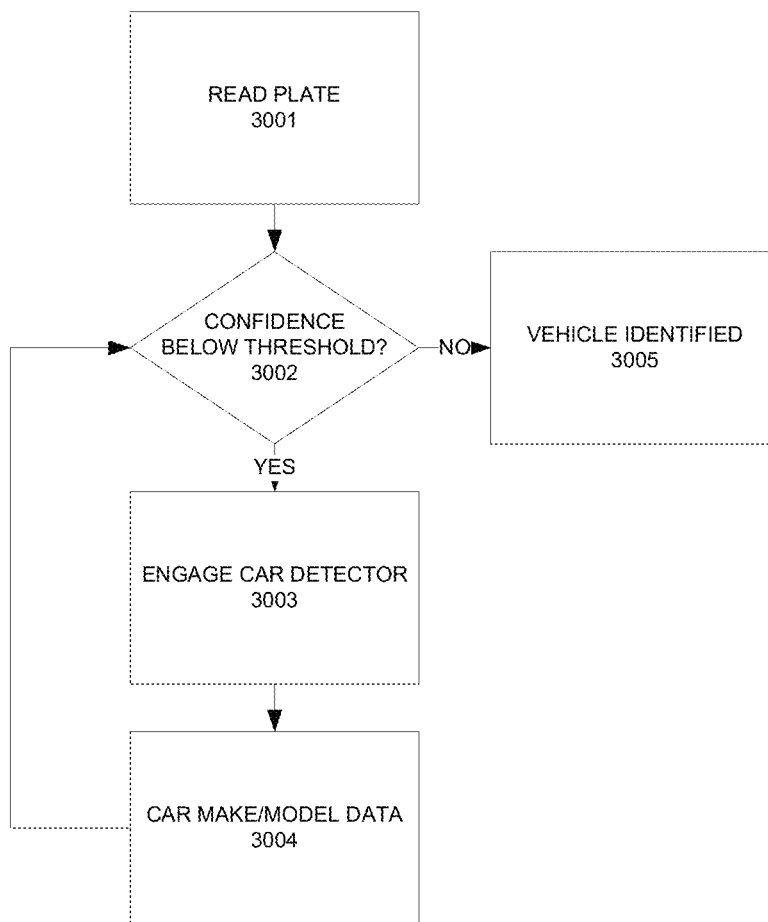 READ PLATE
3001
CONFIDENCE
BELOW THRESHOLD?
3002
NO
VEHICLE IDENTIFIED
3005
YES
ENGAGE CAR DETECTOR
3003
CAR MAKE/MODEL DATA
3004